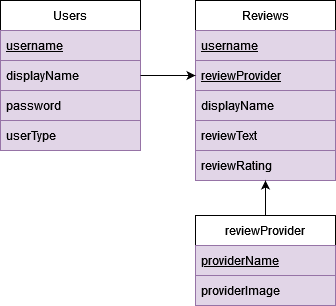 Users
username
displayName
password
userType
Reviews
username
reviewProvider
displayName
reviewText
reviewRating
reviewProvider
providerName
providerImage